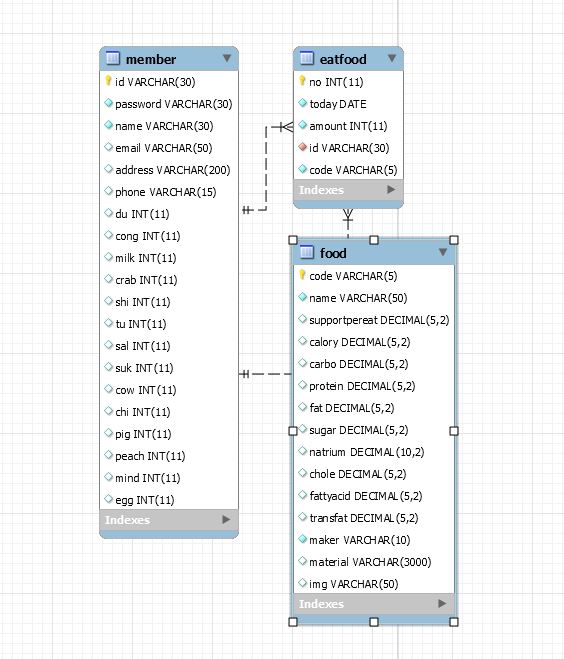 member
id VARCHAR(30)
password VARCHAR(30)
name VARCHAR(30)
email VARCHAR(50)
address VARCHAR(200)
phone VARCHAR(15)
du INT(11)
cong INT(11)
milk INT(11)
crab INT(11)
shi INT(11)
tu INT(11)
sal INT(11)
suk INT(11)
cow INT(11)
chi INT(11)
pig INT(11)
peach INT(11)
mind INT(11)
egg INT(11)
Indexes
eatfood
no INT(11)
today DATE
amount INT(11)
id VARCHAR(30)
code VARCHAR(5)
Indexes
food
code VARCHAR(5)
name VARCHAR(50)
supportpereat DECIMAL(5,2)
calory DECIMAL(5,2)
carbo DECIMAL(5,2)
protein DECIMAL(5,2)
fat DECIMAL(5,2)
sugar DECIMAL(5,2)
natrium DECIMAL(10,2)
chole DECIMAL(5,2)
fattyacid DECIMAL(5,2)
transfat DECIMAL(5,2)
maker VARCHAR(10)
material VARCHAR(3000)
img VARCHAR(50)
Indexes